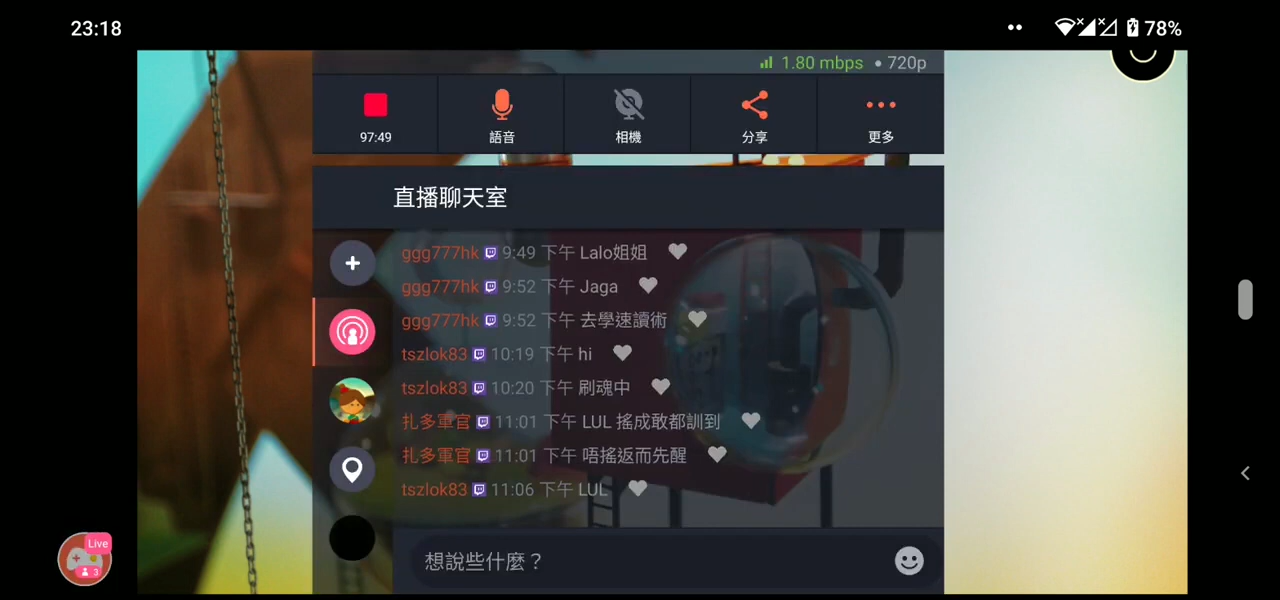 23:18
78%
1.80 mbps • 720p
97:49
語音
相機
分享
更多
直播聊天室
ggg777hk 9:49 下午 Lalo姐姐
ggg777hk 9:52 下午 Jaga
ggg777hk 9:52 下午 去學速讀術
tszlok83 10:19 下午 hi
tszlok83 10:20 下午 刷魂中
扎多軍官 11:01 下午 LUL 搖成敢都訓到
扎多軍官 11:01 下午 唔搖返而先醒
tszlok83 11:06 下午 LUL
想說些什麼？
Live
3